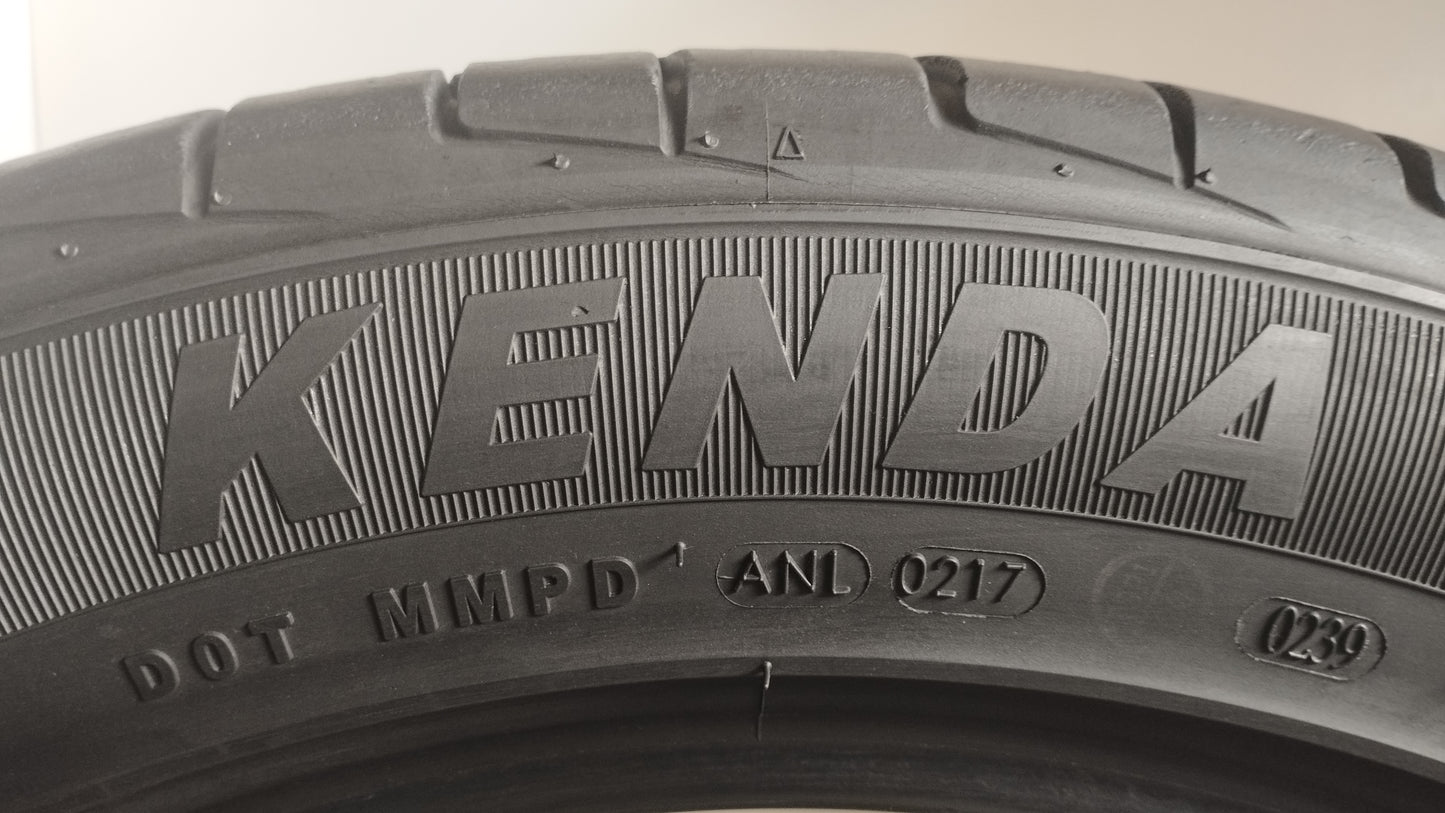 KENDA
DOT MMPD ANL 0217 0239